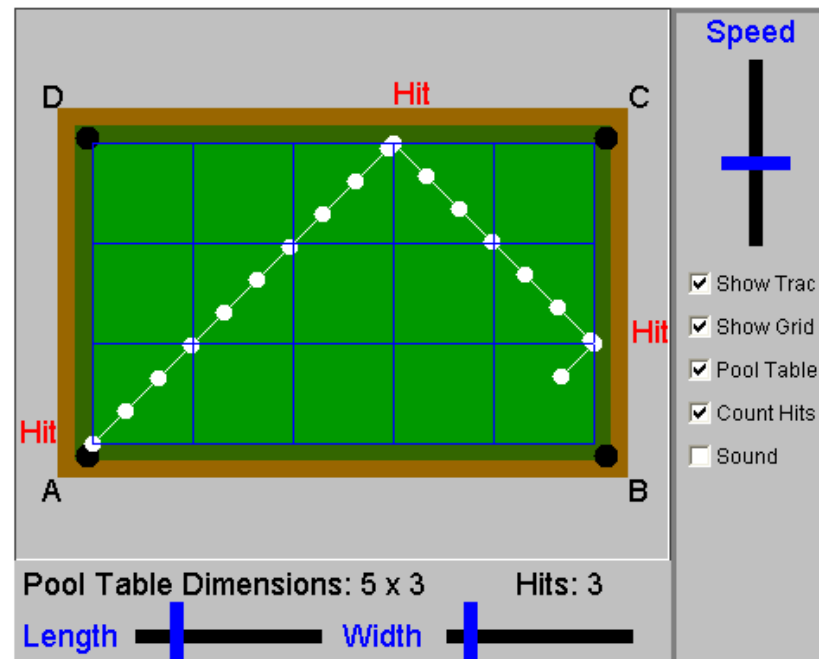 Speed
D
Hit
C
Show Trac
Show Grid
Hit
Pool Table
Hit
Count Hits
Sound
A
B
Pool Table Dimensions: 5 x 3 Hits: 3
Length Width